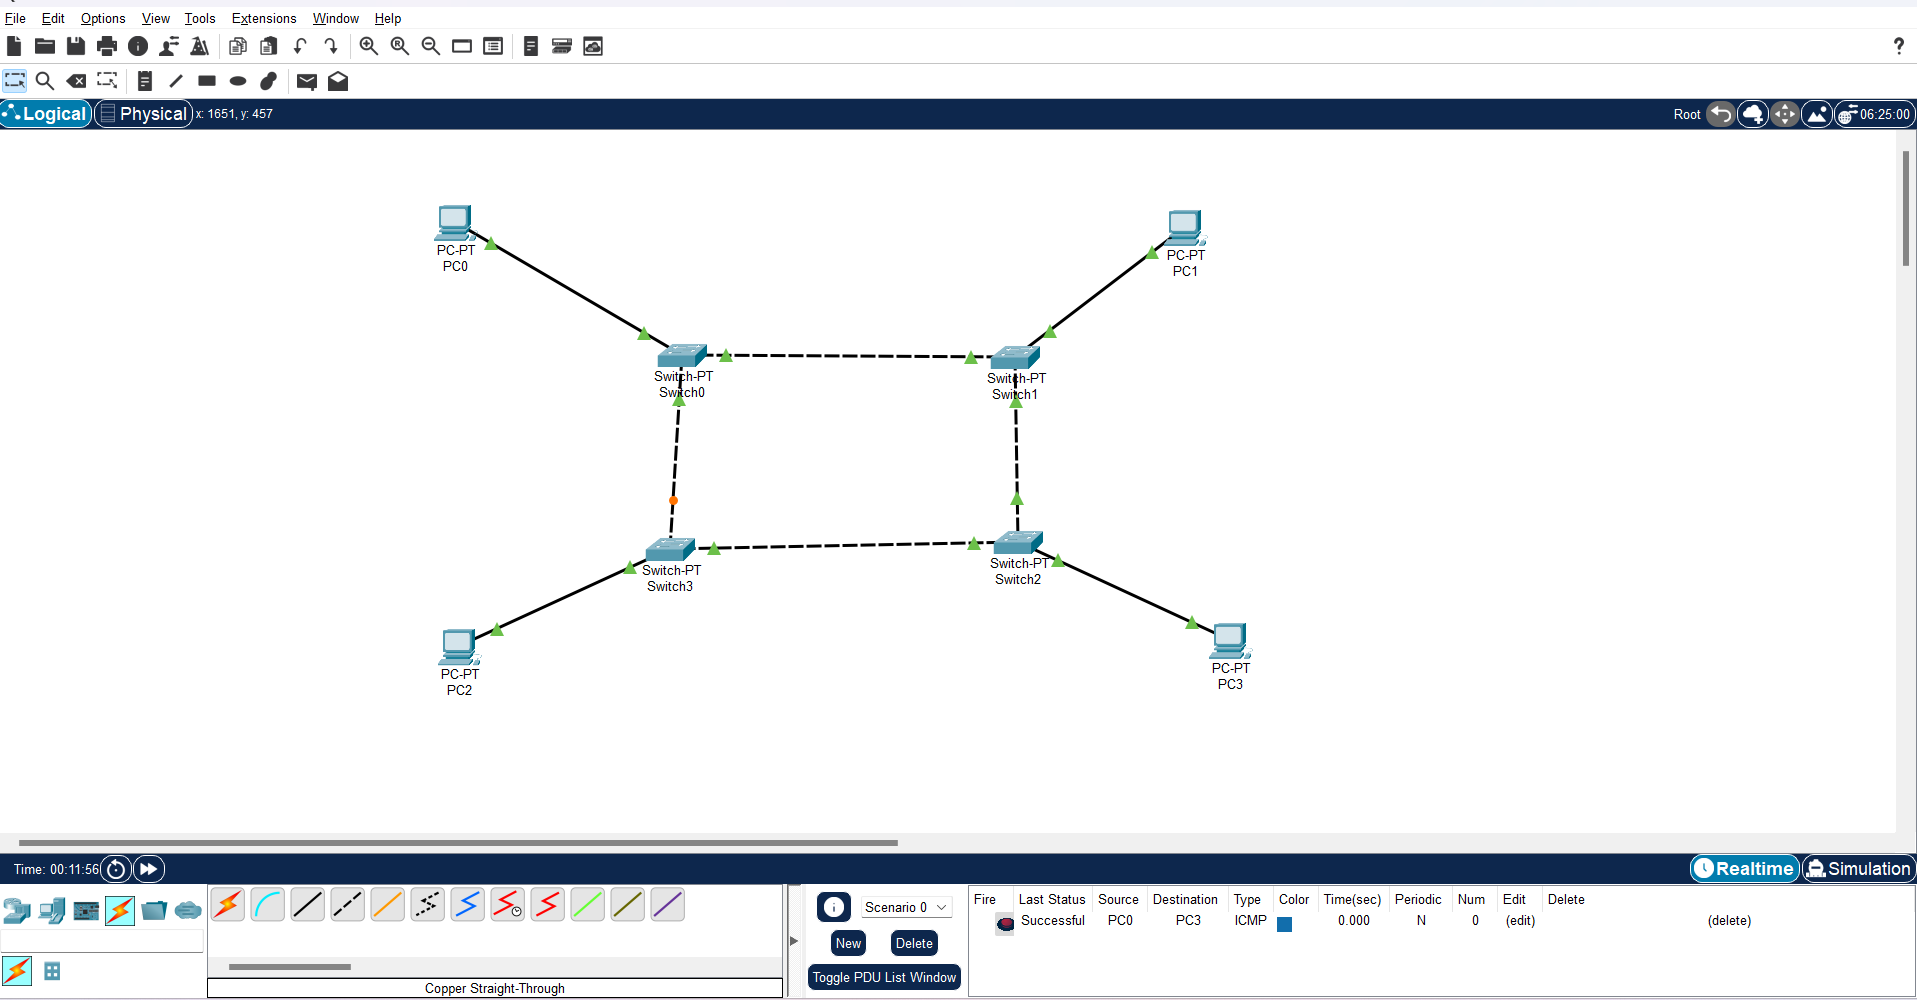 File Edit Options View Tools Extensions Window Help
?
Logical Physical x: 1651, y: 457 Root 06:25:00
PC-PT
PC0
PC-PT
PC1
Switch-PT
Switch0
Switch-PT
Switch1
Switch-PT
Switch3
Switch-PT
Switch2
PC-PT
PC2
PC-PT
PC3
Time: 00:11:56 Realtime Simulation
Scenario 0
New Delete
Toggle PDU List Window
Fire Last Status Source Destination Type Color Time(sec) Periodic Num Edit Delete
Successful PC0 PC3 ICMP 0.000 N 0 (edit) (delete)
Copper Straight-Through